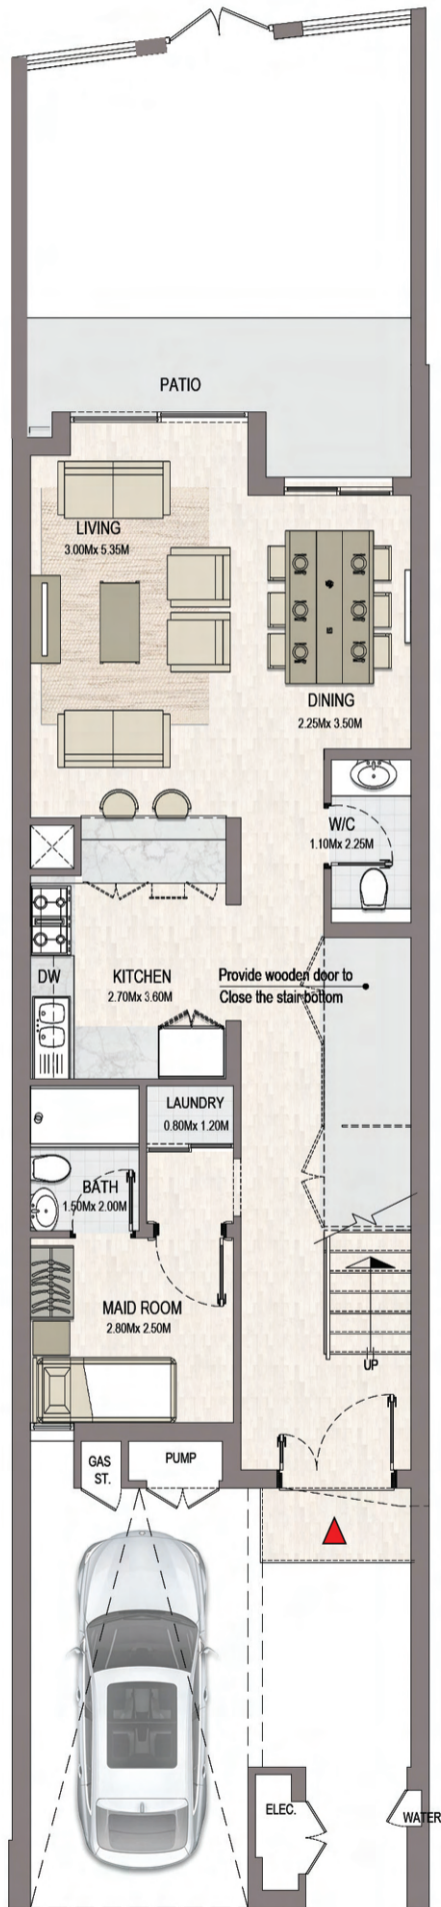 PATIO
LIVING
3.00Mx 5.35M
DINING
2.25Mx 3.50M
W/C
1.10Mx 2.25M
DW
KITCHEN
2.70Mx 3.60M
Provide wooden door to
Close the stair bottom
LAUNDRY
0.80Mx 1.20M
BATH
1.50Mx 2.00M
MAID ROOM
2.80Mx 2.50M
UP
GAS
ST.
PUMP
ELEC.
WATER